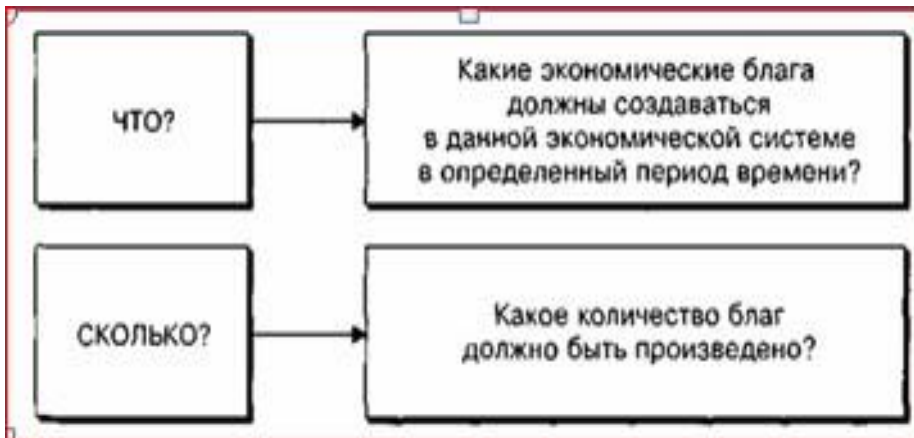 ЧТО?
Какие экономические блага
должны создаваться
в данной экономической системе
в определенный период времени?
СКОЛЬКО?
Какое количество благ
должно быть произведено?